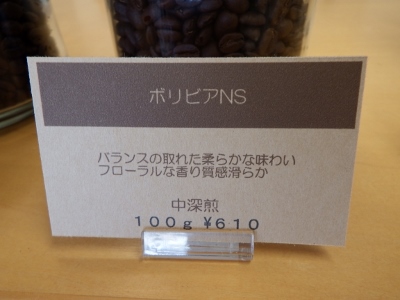 ボリビアNS
バランスの取れた柔らかな味わい
フローラルな香り質感滑らか
中深煎
100g ¥610